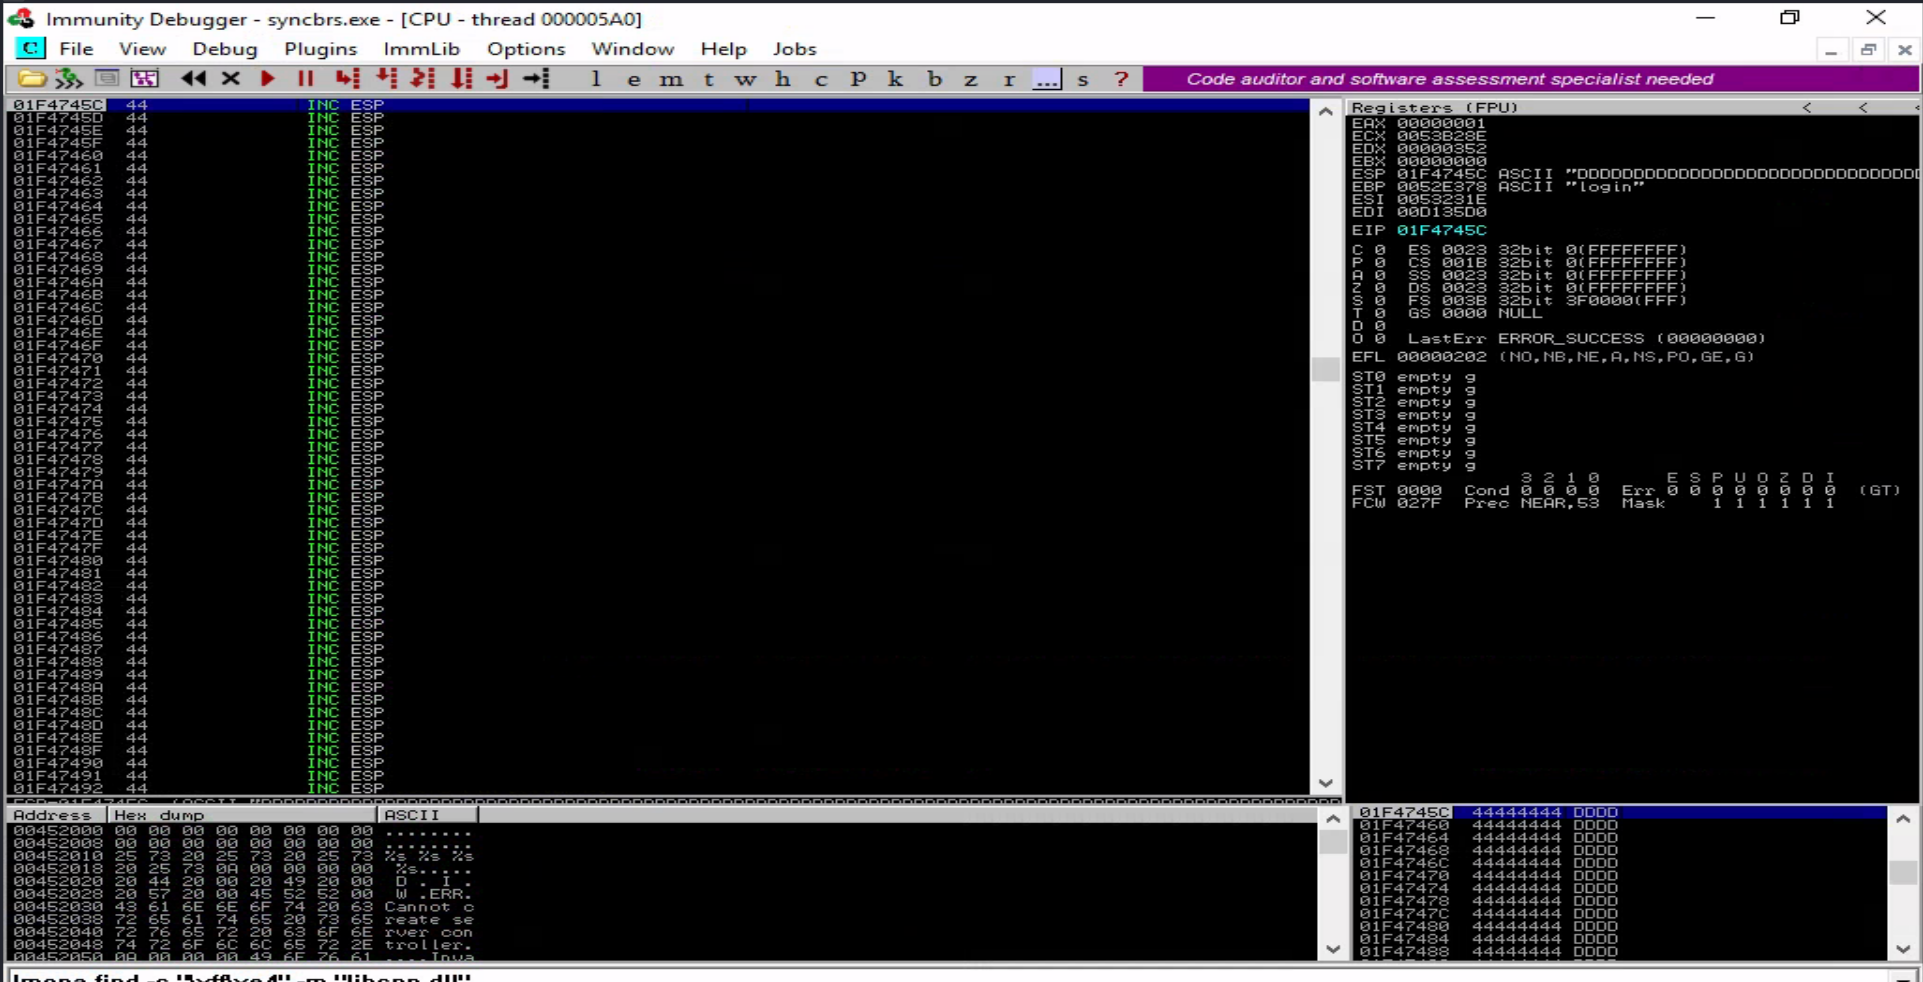 Immunity Debugger - syncbrs.exe - [CPU - thread 000005A0]
C File View Debug Plugins ImmLib Options Window Help Jobs
l e m t w h c P k b z r ... s ? Code auditor and software assessment specialist needed
01F4745C 44 INC ESP
01F4745D 44 INC ESP
01F4745E 44 INC ESP
01F4745F 44 INC ESP
01F47460 44 INC ESP
01F47461 44 INC ESP
01F47462 44 INC ESP
01F47463 44 INC ESP
01F47464 44 INC ESP
01F47465 44 INC ESP
01F47466 44 INC ESP
01F47467 44 INC ESP
01F47468 44 INC ESP
01F47469 44 INC ESP
01F4746A 44 INC ESP
01F4746B 44 INC ESP
01F4746C 44 INC ESP
01F4746D 44 INC ESP
01F4746E 44 INC ESP
01F4746F 44 INC ESP
01F47470 44 INC ESP
01F47471 44 INC ESP
01F47472 44 INC ESP
01F47473 44 INC ESP
01F47474 44 INC ESP
01F47475 44 INC ESP
01F47476 44 INC ESP
01F47477 44 INC ESP
01F47478 44 INC ESP
01F47479 44 INC ESP
01F4747A 44 INC ESP
01F4747B 44 INC ESP
01F4747C 44 INC ESP
01F4747D 44 INC ESP
01F4747E 44 INC ESP
01F4747F 44 INC ESP
01F47480 44 INC ESP
01F47481 44 INC ESP
01F47482 44 INC ESP
01F47483 44 INC ESP
01F47484 44 INC ESP
01F47485 44 INC ESP
01F47486 44 INC ESP
01F47487 44 INC ESP
01F47488 44 INC ESP
01F47489 44 INC ESP
01F4748A 44 INC ESP
01F4748B 44 INC ESP
01F4748C 44 INC ESP
01F4748D 44 INC ESP
01F4748E 44 INC ESP
01F4748F 44 INC ESP
01F47490 44 INC ESP
01F47491 44 INC ESP
01F47492 44 INC ESP
Registers (FPU) < < <
EAX 00000001
ECX 0053B28E
EDX 00000352
EBX 00000000
ESP 01F4745C ASCII "DDDDDDDDDDDDDDDDDDDDDDDDDDDDDDD
EBP 0052E378 ASCII "login"
ESI 0053231E
EDI 00D135D0
EIP 01F4745C
C 0 ES 0023 32bit 0(FFFFFFFF)
P 0 CS 001B 32bit 0(FFFFFFFF)
A 0 SS 0023 32bit 0(FFFFFFFF)
Z 0 DS 0023 32bit 0(FFFFFFFF)
S 0 FS 003B 32bit 3F0000(FFF)
T 0 GS 0000 NULL
D 0
O 0 LastErr ERROR_SUCCESS (00000000)
EFL 00000202 (NO,NB,NE,A,NS,PO,GE,G)
ST0 empty g
ST1 empty g
ST2 empty g
ST3 empty g
ST4 empty g
ST5 empty g
ST6 empty g
ST7 empty g
3 2 1 0 E S P U O Z D I
FST 0000 Cond 0 0 0 0 Err 0 0 0 0 0 0 0 0 (GT)
FCW 027F Prec NEAR,53 Mask 1 1 1 1 1 1
Address Hex dump ASCII
00452000 00 00 00 00 00 00 00 00 ........
00452008 00 00 00 00 00 00 00 00 ........
00452010 25 73 20 25 73 20 25 73 %s %s %s
00452018 20 25 73 0A 00 00 00 00 %s.....
00452020 20 44 20 00 20 49 20 00 D . I .
00452028 20 57 20 00 45 52 52 00 W .ERR.
00452030 43 61 6E 6E 6F 74 20 63 Cannot c
00452038 72 65 61 74 65 20 73 65 reate se
00452040 72 76 65 72 20 63 6F 6E rver con
00452048 74 72 6F 6C 6C 65 72 2E troller.
00452050 0A 00 00 00 49 6E 76 61 ....Inva
01F4745C 44444444 DDDD
01F47460 44444444 DDDD
01F47464 44444444 DDDD
01F47468 44444444 DDDD
01F4746C 44444444 DDDD
01F47470 44444444 DDDD
01F47474 44444444 DDDD
01F47478 44444444 DDDD
01F4747C 44444444 DDDD
01F47480 44444444 DDDD
01F47484 44444444 DDDD
01F47488 44444444 DDDD
!mona find -s "\xff\xe4" -m "libspp.dll"